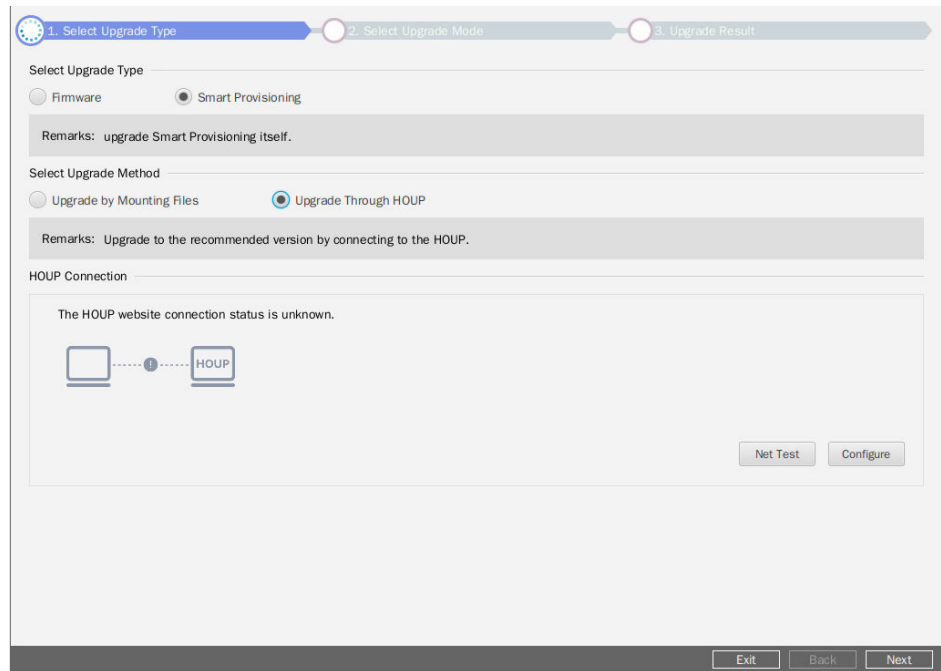 1. Select Upgrade Type
2. Select Upgrade Mode
3. Upgrade Result
Select Upgrade Type
Firmware
Smart Provisioning
Remarks: upgrade Smart Provisioning itself.
Select Upgrade Method
Upgrade by Mounting Files
Upgrade Through HOUP
Remarks: Upgrade to the recommended version by connecting to the HOUP.
HOUP Connection
The HOUP website connection status is unknown.
!
HOUP
Net Test
Configure
Exit
Back
Next